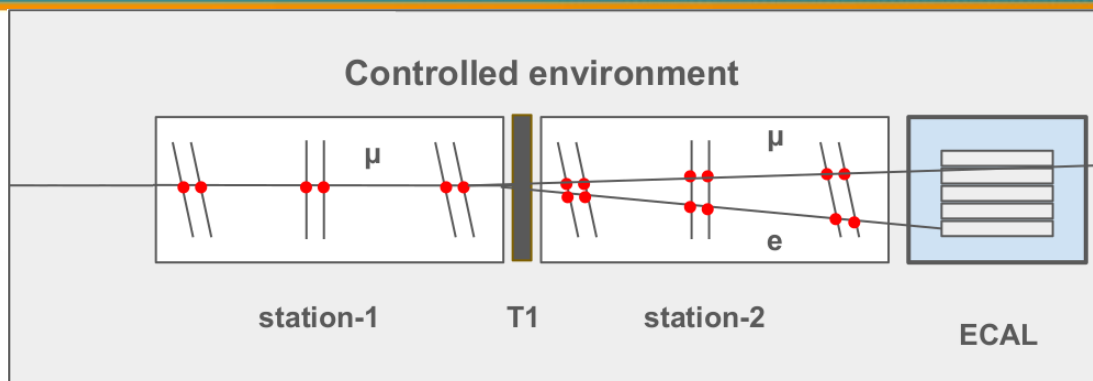 Controlled environment
μ
μ
e
station-1
T1
station-2
ECAL